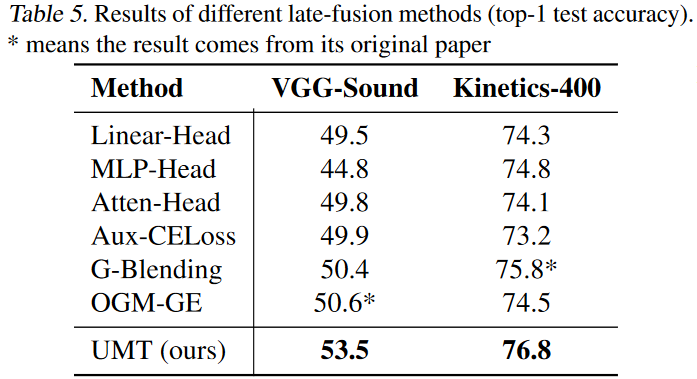 Table 5. Results of different late-fusion methods (top-1 test accuracy).
* means the result comes from its original paper
Method VGG-Sound Kinetics-400
Linear-Head 49.5 74.3
MLP-Head 44.8 74.8
Atten-Head 49.8 74.1
Aux-CELoss 49.9 73.2
G-Blending 50.4 75.8*
OGM-GE 50.6* 74.5
UMT (ours) 53.5 76.8